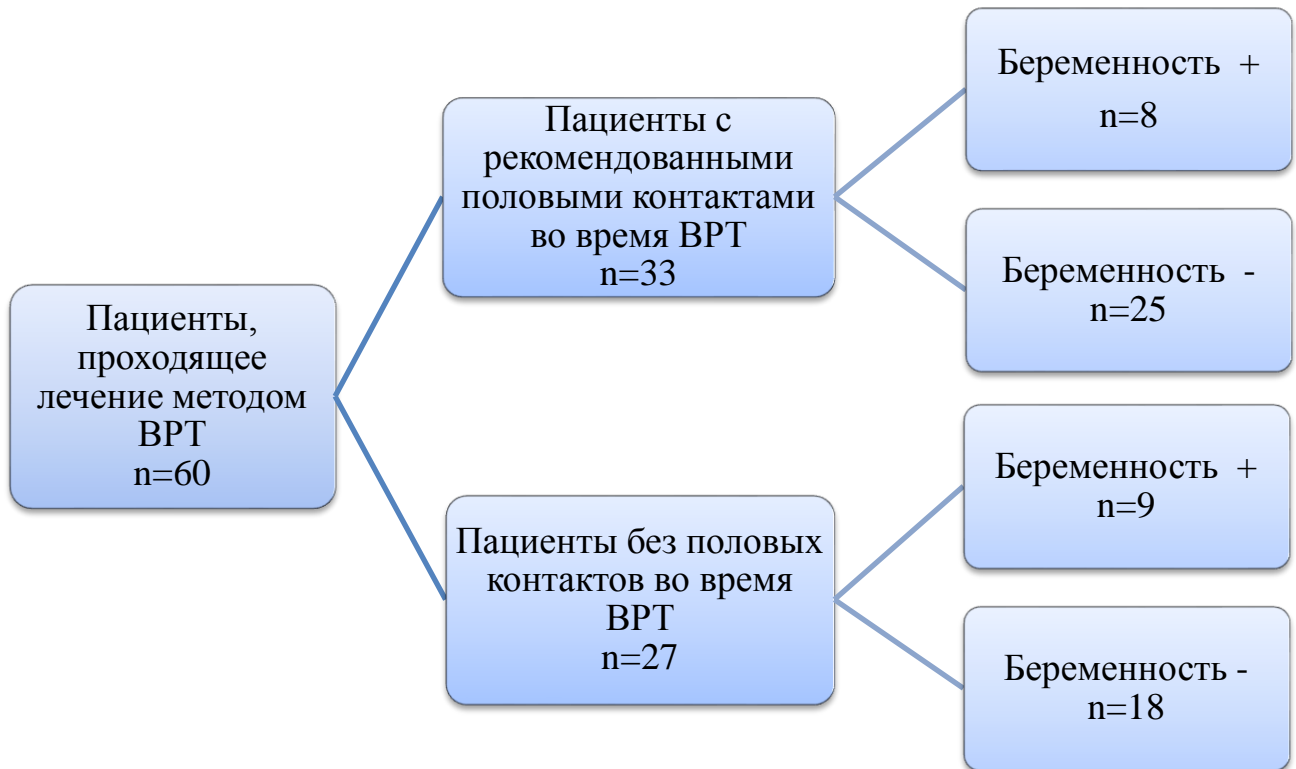 Пациенты,
проходящее
лечение методом
ВРТ
n=60
Пациенты с
рекомендованными
половыми контактами
во время ВРТ
n=33
Беременность +
n=8
Беременность -
n=25
Пациенты без половых
контактов во время
ВРТ
n=27
Беременность +
n=9
Беременность -
n=18